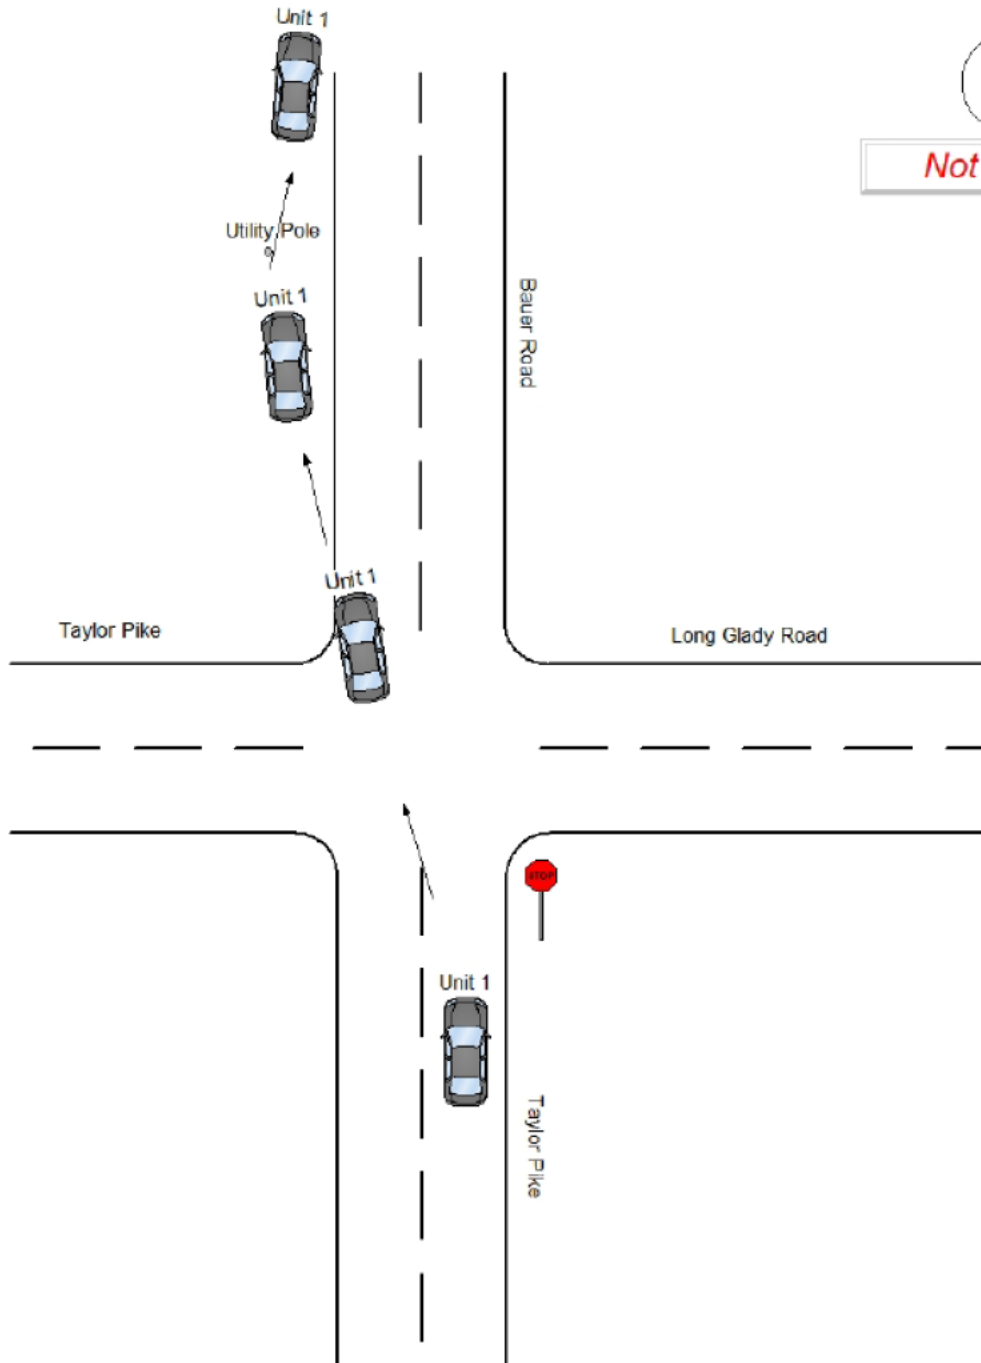 Unit 1
Not
Utility Pole
Unit 1
Bauer Road
Unit 1
Taylor Pike
Long Glady Road
STOP
Unit 1
Taylor Pike